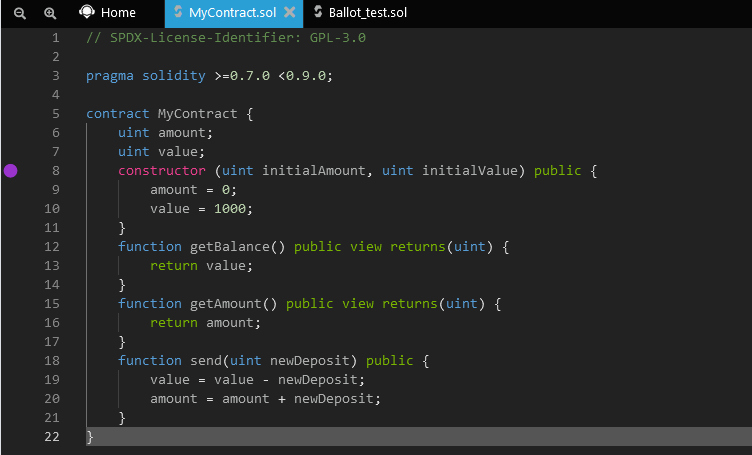 Home MyContract.sol Ballot_test.sol
1 // SPDX-License-Identifier: GPL-3.0
2
3 pragma solidity >=0.7.0 <0.9.0;
4
5 contract MyContract {
6 uint amount;
7 uint value;
8 constructor (uint initialAmount, uint initialValue) public {
9 amount = 0;
10 value = 1000;
11 }
12 function getBalance() public view returns(uint) {
13 return value;
14 }
15 function getAmount() public view returns(uint) {
16 return amount;
17 }
18 function send(uint newDeposit) public {
19 value = value - newDeposit;
20 amount = amount + newDeposit;
21 }
22 }